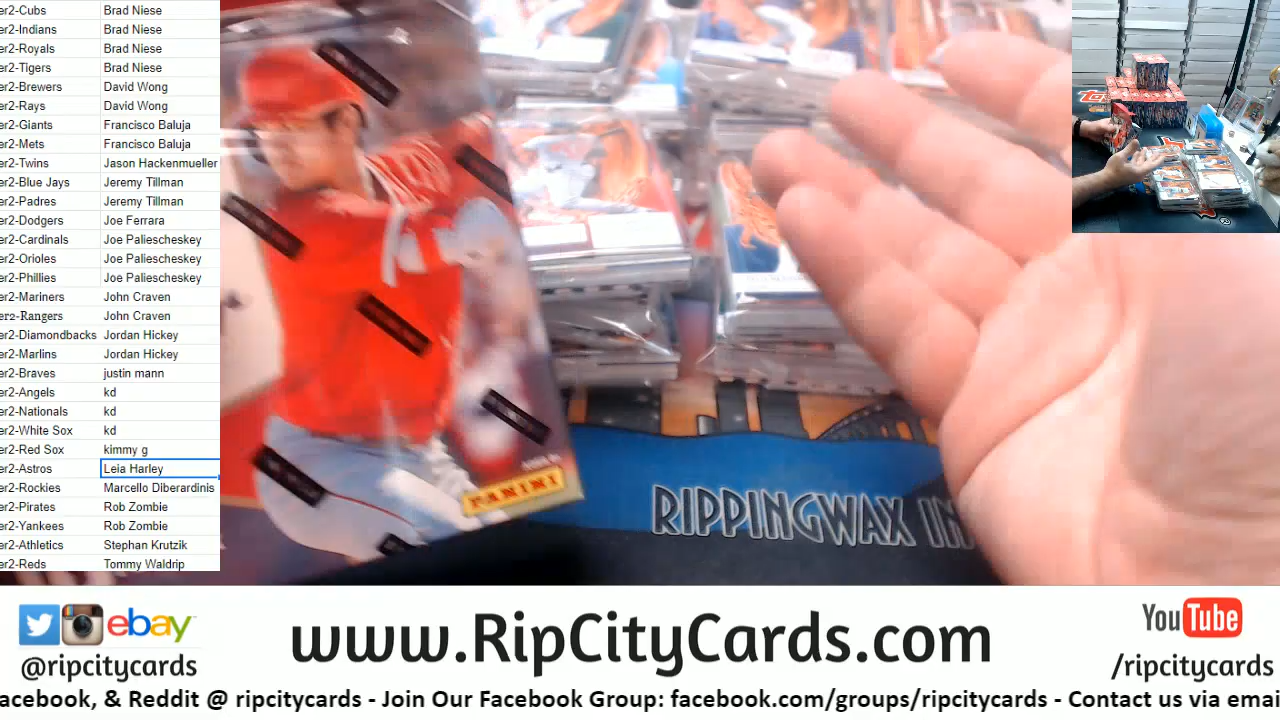 er2-Cubs Brad Niese
er2-Indians Brad Niese
er2-Royals Brad Niese
er2-Tigers Brad Niese
er2-Brewers David Wong
er2-Rays David Wong
er2-Giants Francisco Baluja
er2-Mets Francisco Baluja
er2-Twins Jason Hackenmueller
er2-Blue Jays Jeremy Tillman
er2-Padres Jeremy Tillman
er2-Dodgers Joe Ferrara
er2-Cardinals Joe Paliescheskey
er2-Orioles Joe Paliescheskey
er2-Phillies Joe Paliescheskey
er2-Mariners John Craven
er2-Rangers John Craven
er2-Diamondbacks Jordan Hickey
er2-Marlins Jordan Hickey
er2-Braves justin mann
er2-Angels kd
er2-Nationals kd
er2-White Sox kd
er2-Red Sox kimmy g
er2-Astros Leia Harley
er2-Rockies Marcello Diberardinis
er2-Pirates Rob Zombie
er2-Yankees Rob Zombie
er2-Athletics Stephan Krutzik
er2-Reds Tommy Waldrip
PANINI
RIPPINGWAX IN
ebay
@ripcitycards
www.RipCityCards.com
YouTube
/ripcitycards
acebook, & Reddit @ ripcitycards - Join Our Facebook Group: facebook.com/groups/ripcitycards - Contact us via emai